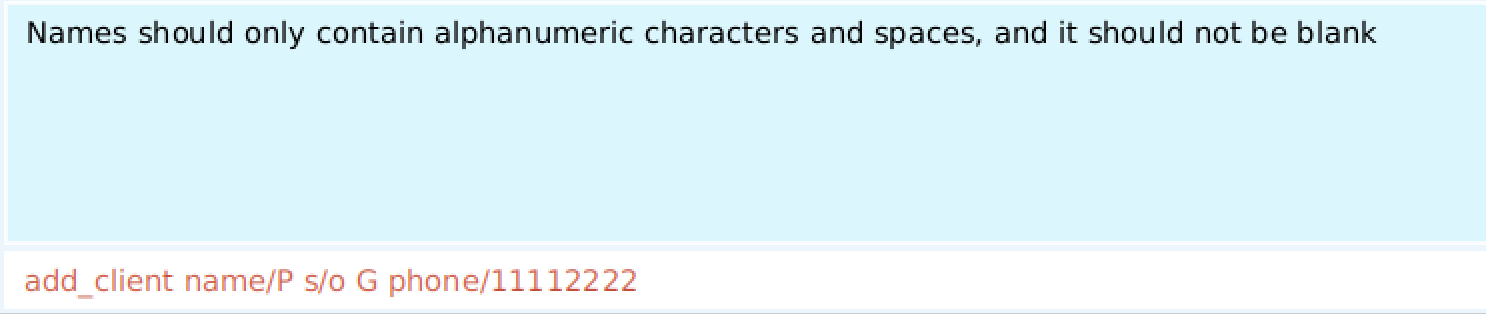 Names should only contain alphanumeric characters and spaces, and it should not be blank
add_client name/P s/o G phone/11112222